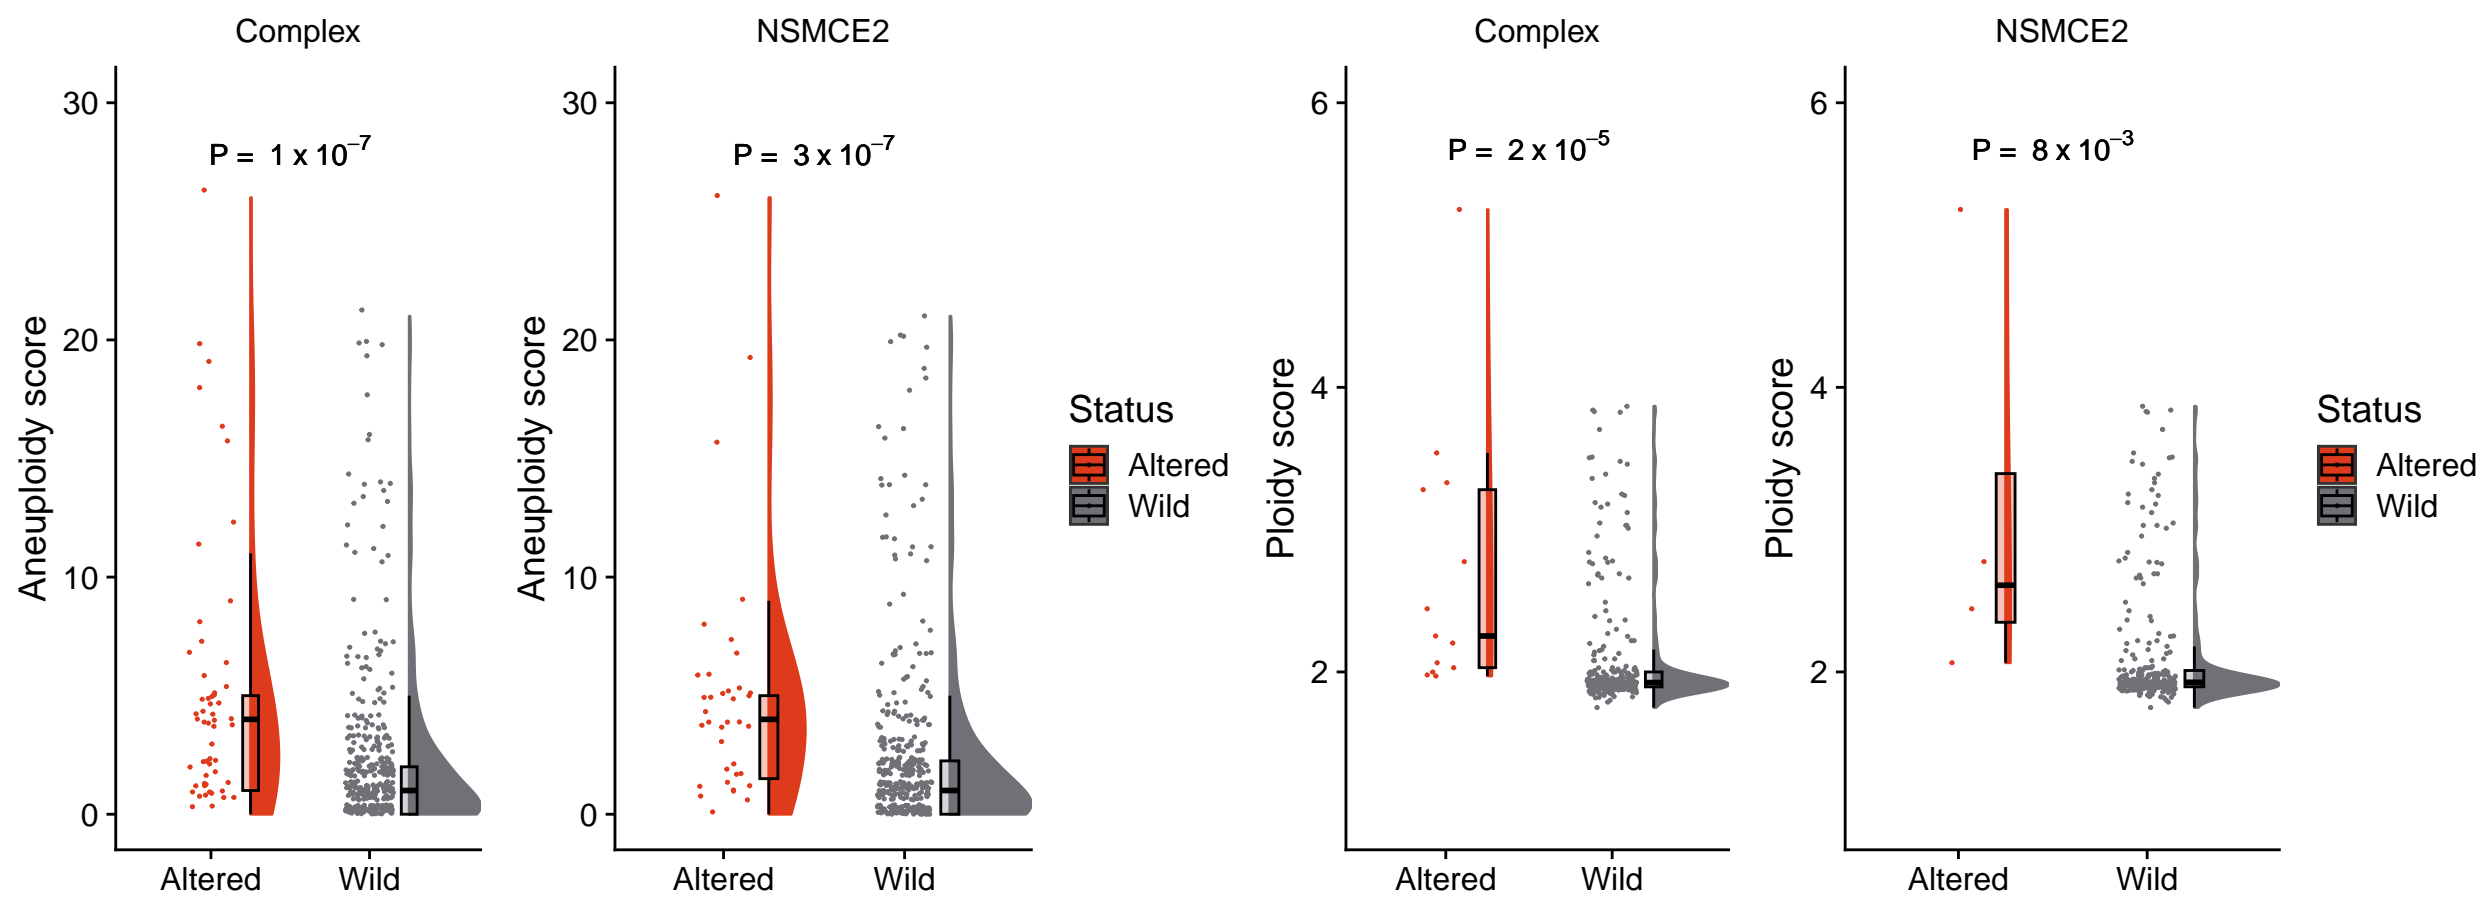 Complex
NSMCE2
Complex
NSMCE2
30
20
10
0
Aneuploidy score
P = 1 x 10⁻⁷
Altered
Wild
30
20
10
0
Aneuploidy score
P = 3 x 10⁻⁷
Altered
Wild
Status
Altered
Wild
6
4
2
Ploidy score
P = 2 x 10⁻⁵
Altered
Wild
6
4
2
Ploidy score
P = 8 x 10⁻³
Altered
Wild
Status
Altered
Wild